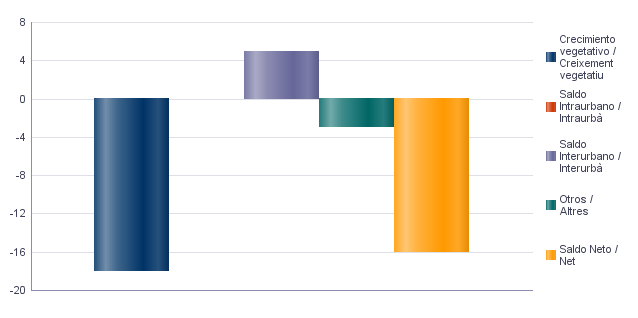 8
4
0
-4
-8
-12
-16
-20
Crecimiento
vegetativo /
Creixement
vegetatiu
Saldo
Intraurbano /
Intraurbà
Saldo
Interurbano /
Interurbà
Otros /
Altres
Saldo Neto /
Net